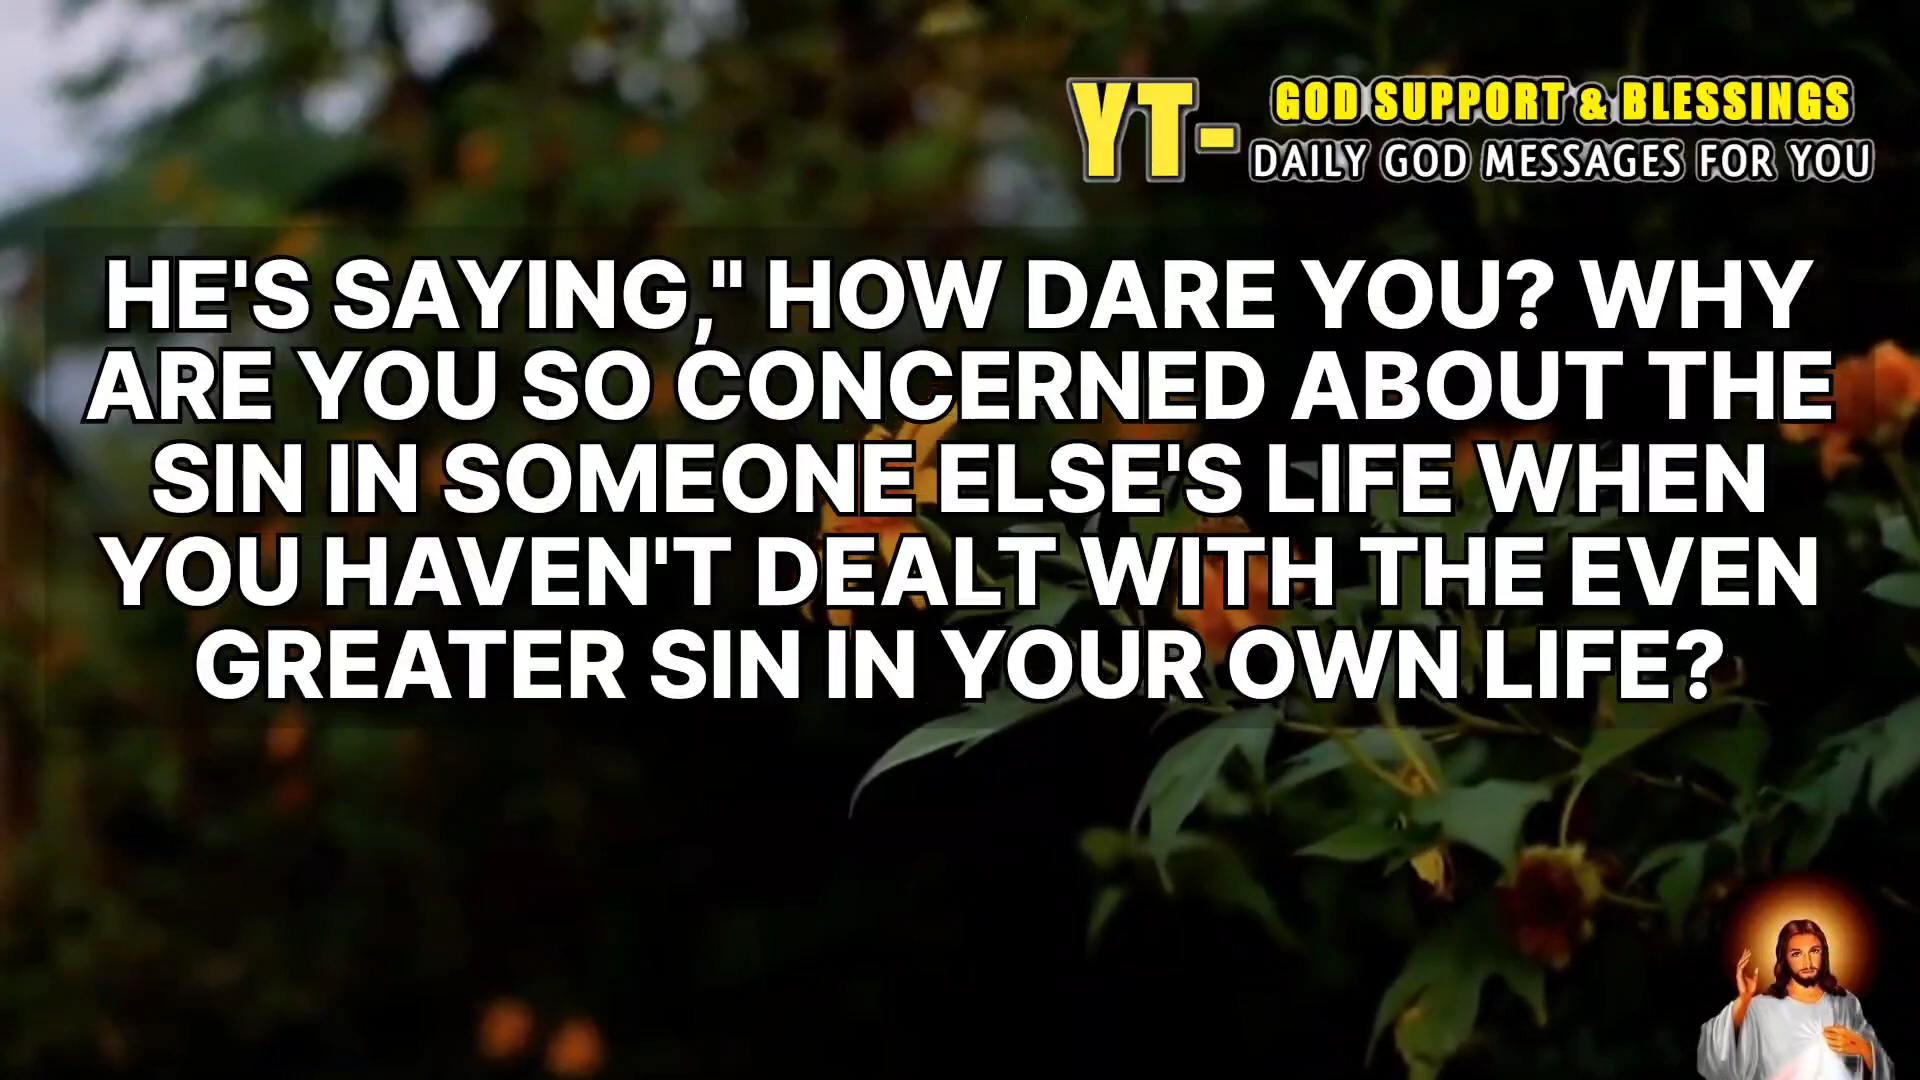 YT-
GOD SUPPORT & BLESSINGS
DAILY GOD MESSAGES FOR YOU
HE'S SAYING," HOW DARE YOU? WHY
ARE YOU SO CONCERNED ABOUT THE
SIN IN SOMEONE ELSE'S LIFE WHEN
YOU HAVEN'T DEALT WITH THE EVEN
GREATER SIN IN YOUR OWN LIFE?